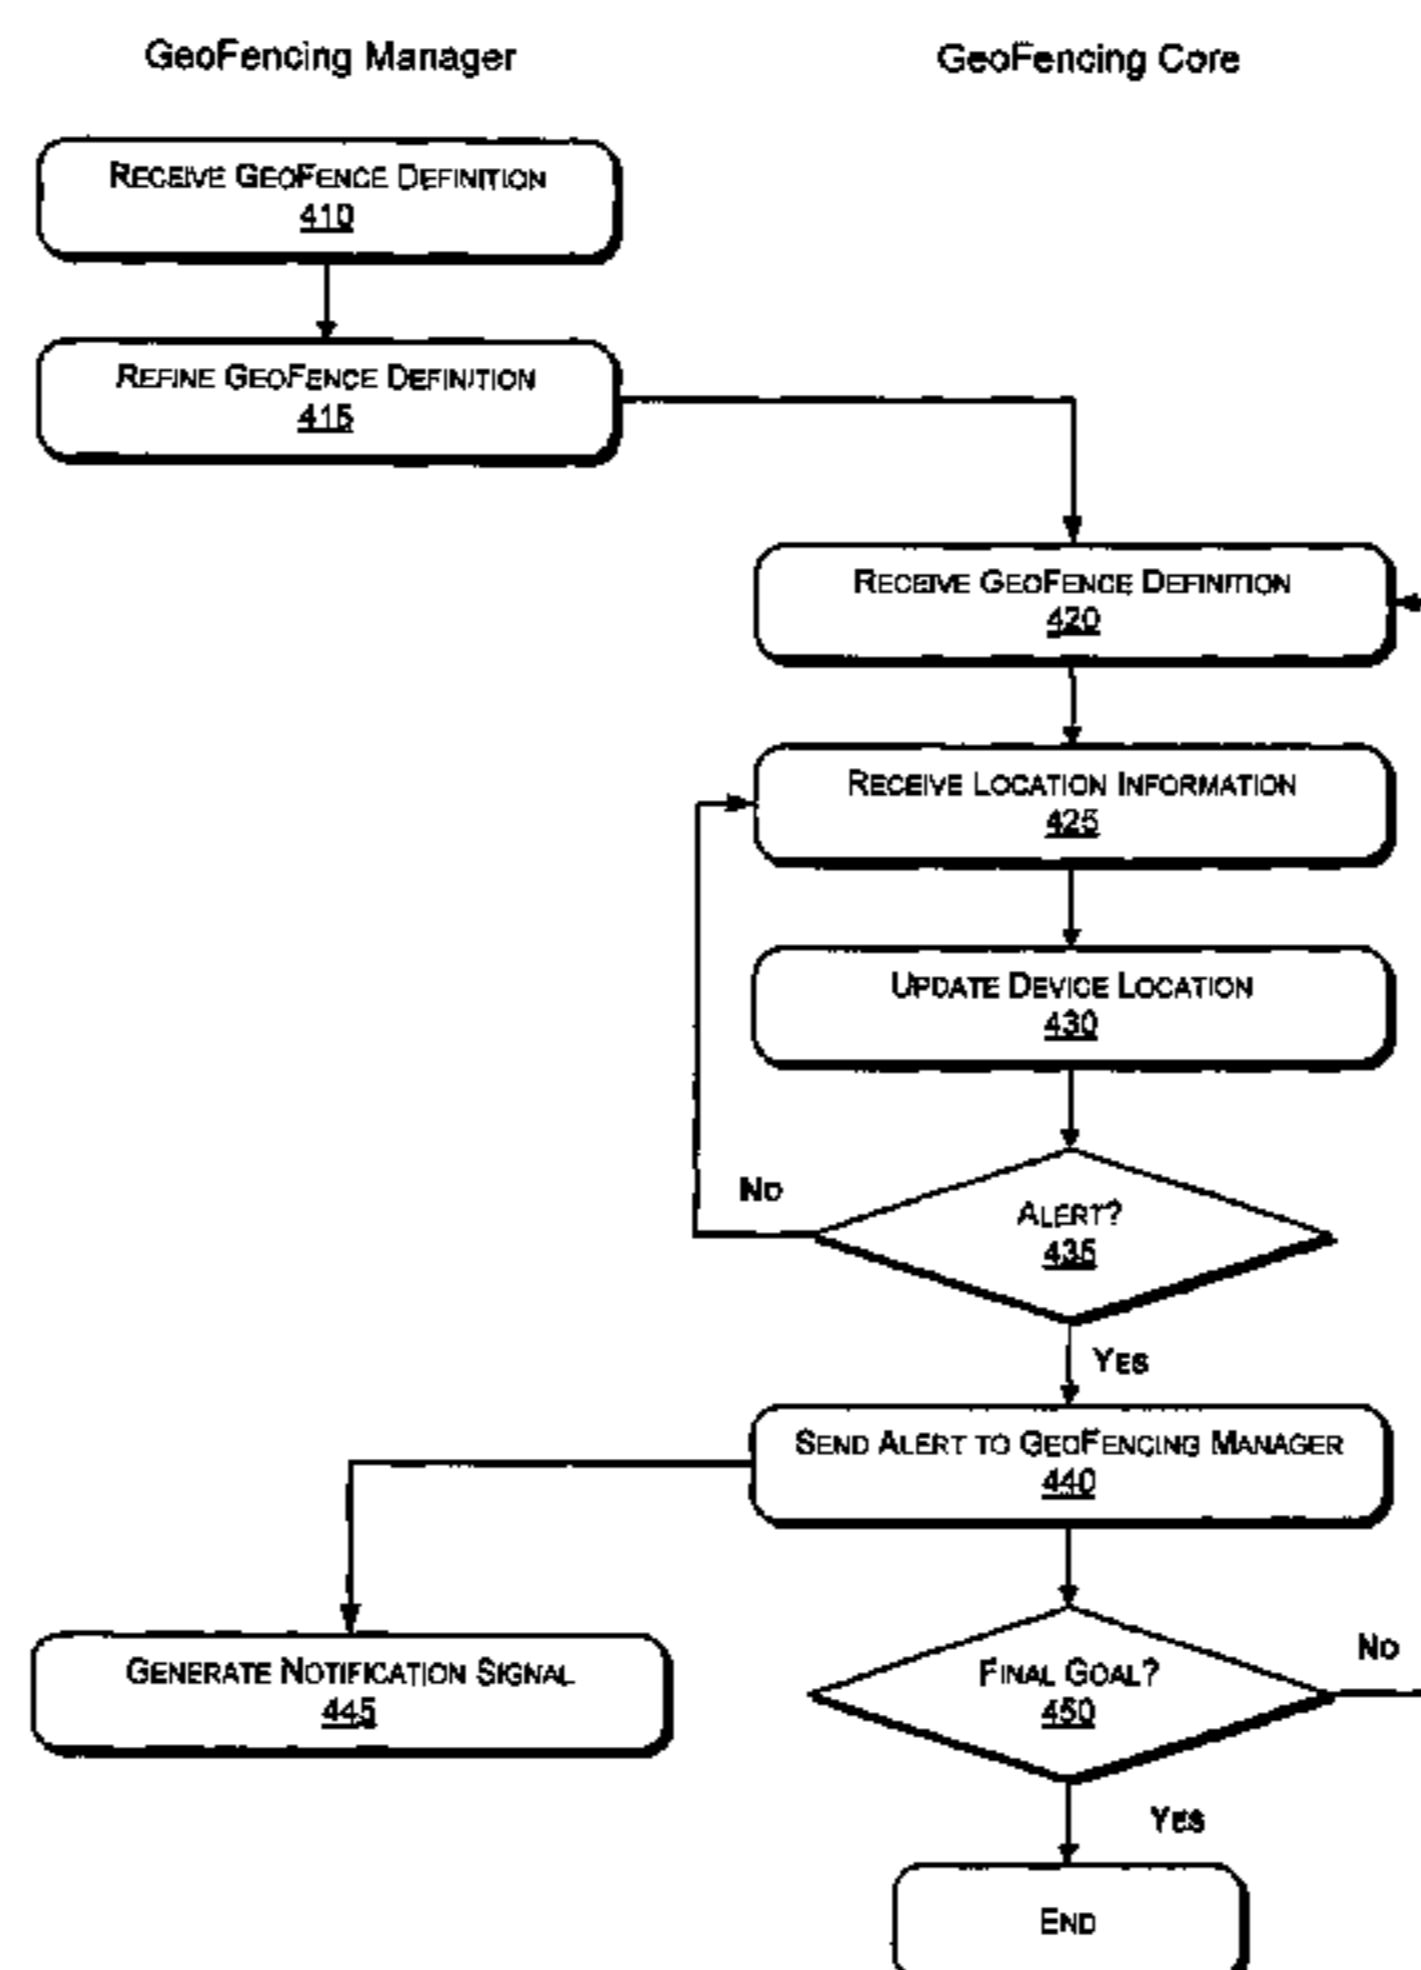 GeoFencing Manager
GeoFencing Core
RECEIVE GEOFENCE DEFINITION
410
REFINE GEOFENCE DEFINITION
415
RECEIVE GEOFENCE DEFINITION
420
RECEIVE LOCATION INFORMATION
425
UPDATE DEVICE LOCATION
430
NO
ALERT?
435
YES
SEND ALERT TO GEOFENCING MANAGER
440
GENERATE NOTIFICATION SIGNAL
445
FINAL GOAL?
450
NO
YES
END